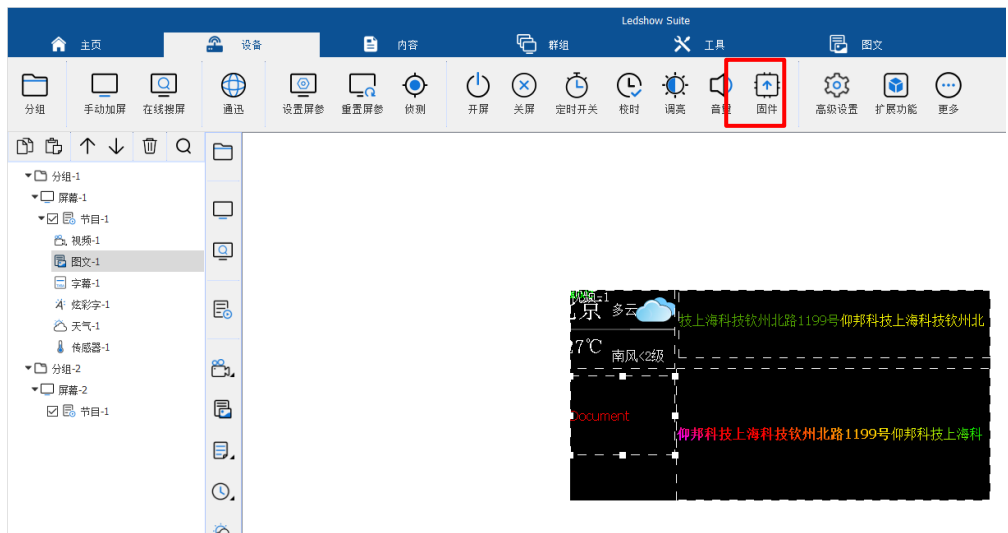 Ledshow Suite
主页 设备 内容 群组 工具 图文
分组 手动加屏 在线搜屏 通迅 设置屏参 重置屏参 侦测 开屏 关屏 定时开关 校时 调亮 音量 固件 高级设置 扩展功能 更多
分组-1
屏幕-1
节目-1
视频-1
图文-1
字幕-1
炫彩字-1
天气-1
传感器-1
分组-2
屏幕-2
节目-1
视频-1
京 多云
技上海科技钦州北路1199号仰邦科技上海科技钦州北
7℃ 南风<2级
Document
仰邦科技上海科技钦州北路1199号仰邦科技上海科